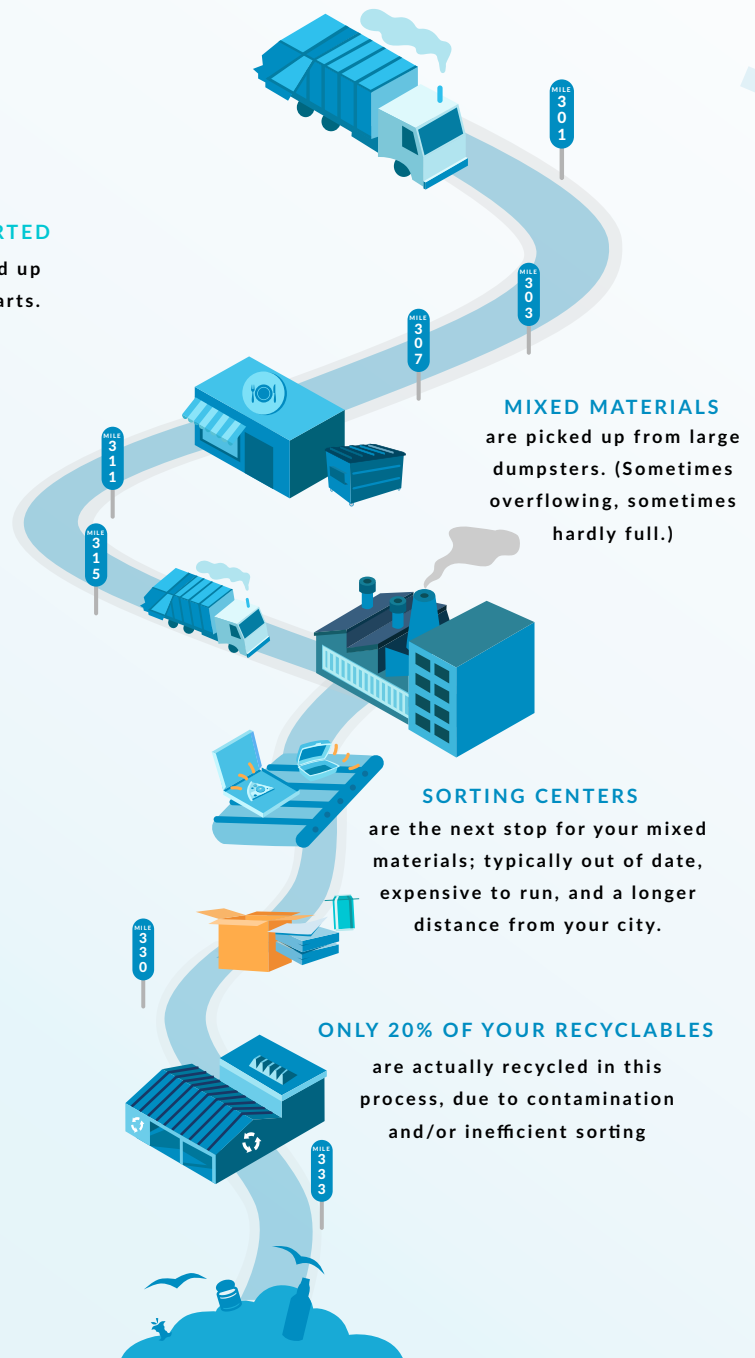 MILE
301
RTED
d up
arts.
MILE
303
MILE
307
MIXED MATERIALS
are picked up from large
dumpsters. (Sometimes
overflowing, sometimes
hardly full.)
MILE
311
MILE
315
SORTING CENTERS
are the next stop for your mixed
materials; typically out of date,
expensive to run, and a longer
distance from your city.
MILE
330
ONLY 20% OF YOUR RECYCLABLES
are actually recycled in this
process, due to contamination
and/or inefficient sorting
MILE
333